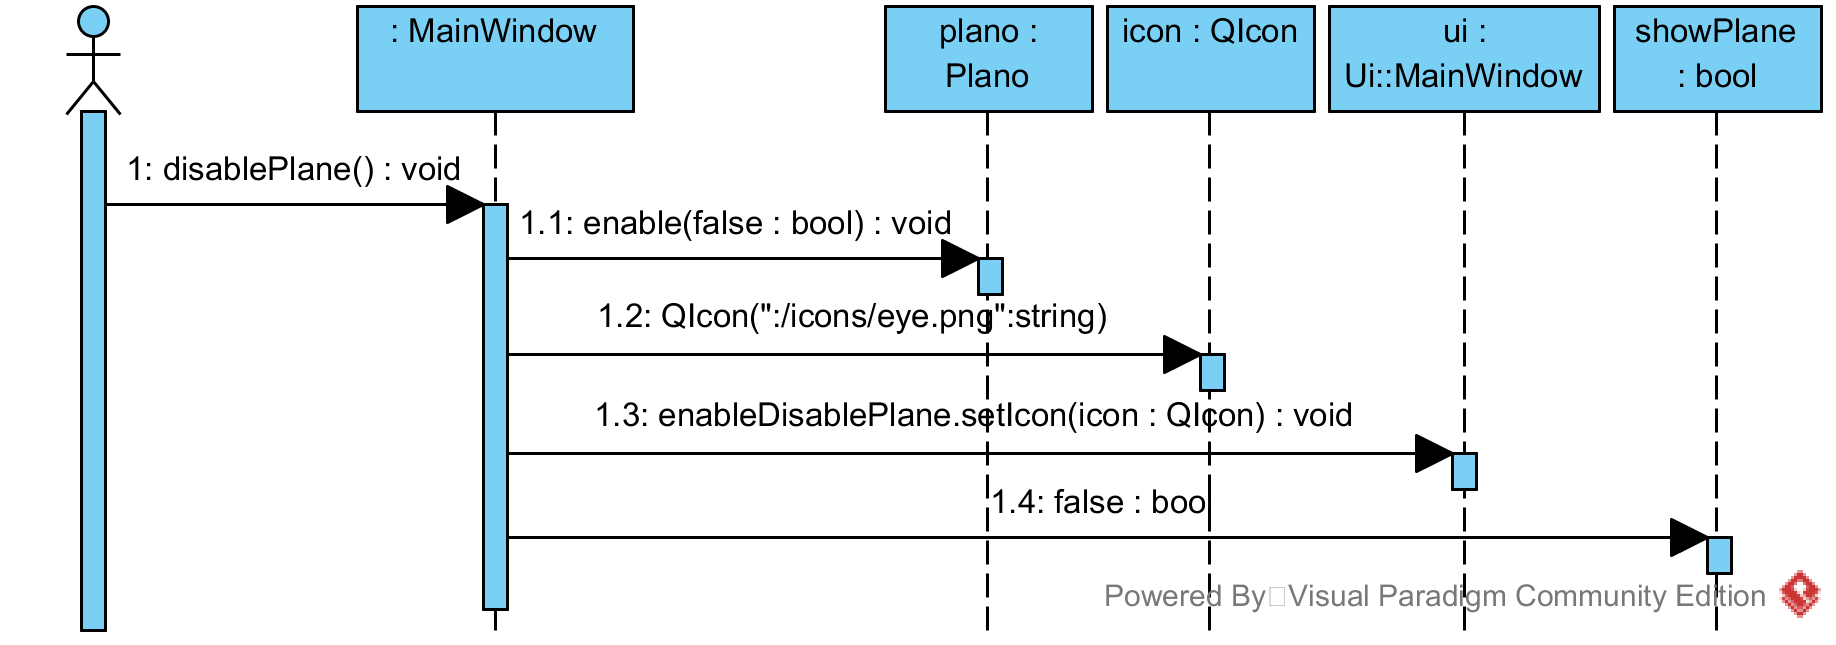 : MainWindow
plano :
Plano
icon : QIcon
ui :
Ui::MainWindow
showPlane
: bool
1: disablePlane() : void
1.1: enable(false : bool) : void
1.2: QIcon(":/icons/eye.png":string)
1.3: enableDisablePlane.setIcon(icon : QIcon) : void
1.4: false : boo
Powered By Visual Paradigm Community Edition